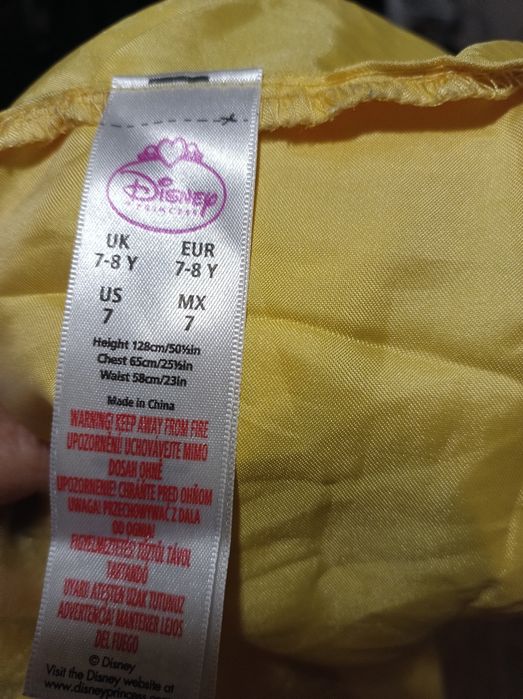 Disney
PRINCESS
UK
7-8 Y
EUR
7-8 Y
US
7
MX
7
Height 128cm/50½in
Chest 65cm/25½in
Waist 58cm/23in
Made in China
WARNING! KEEP AWAY FROM FIRE
UPOZORNĚNÍ! UCHOVÁVEJTE MIMO
DOSAH OHNĚ
UPOZORNENIE! CHRÁŇTE PRED OHŇOM
UWAGA! PRZECHOWYWAĆ Z DALA
OD OGNIA!
FIGYELMEZTETÉS! TŰZTŐL TÁVOL
TARTANDÓ
UYARI! ATEŞTEN UZAK TUTUNUZ
ADVERTENCIA! MANTENER LEJOS
DEL FUEGO
© Disney
Visit the Disney website at
www.disneyprincess.com